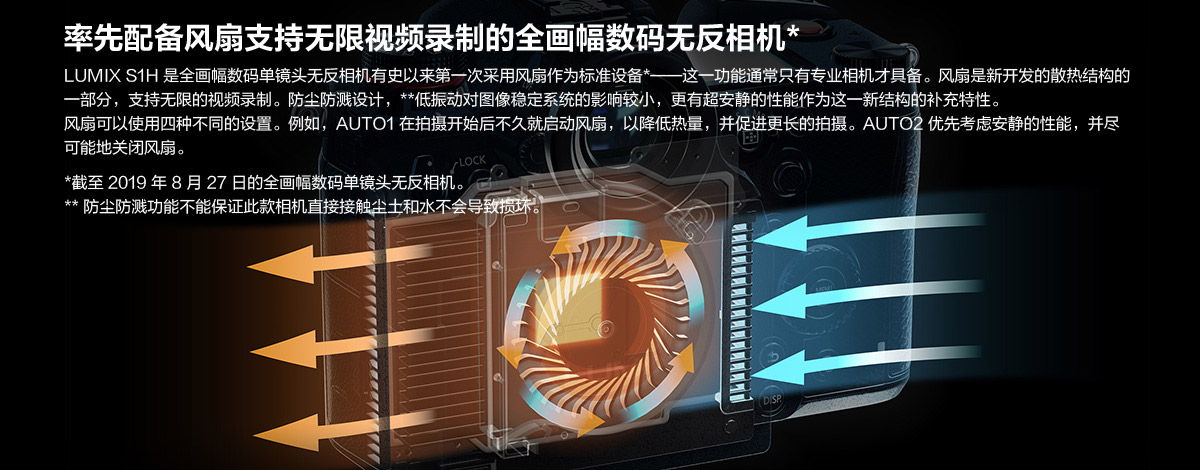 率先配备风扇支持无限视频录制的全画幅数码无反相机*
LUMIX S1H 是全画幅数码单镜头无反相机有史以来第一次采用风扇作为标准设备*——这一功能通常只有专业相机才具备。风扇是新开发的散热结构的
一部分，支持无限的视频录制。防尘防溅设计，**低振动对图像稳定系统的影响较小，更有超安静的性能作为这一新结构的补充特性。
风扇可以使用四种不同的设置。例如，AUTO1 在拍摄开始后不久就启动风扇，以降低热量，并促进更长的拍摄。AUTO2 优先考虑安静的性能，并尽
可能地关闭风扇。
LOCK
*截至 2019 年 8 月 27 日的全画幅数码单镜头无反相机。
** 防尘防溅功能不能保证此款相机直接接触尘土和水不会导致损坏。
DISP.